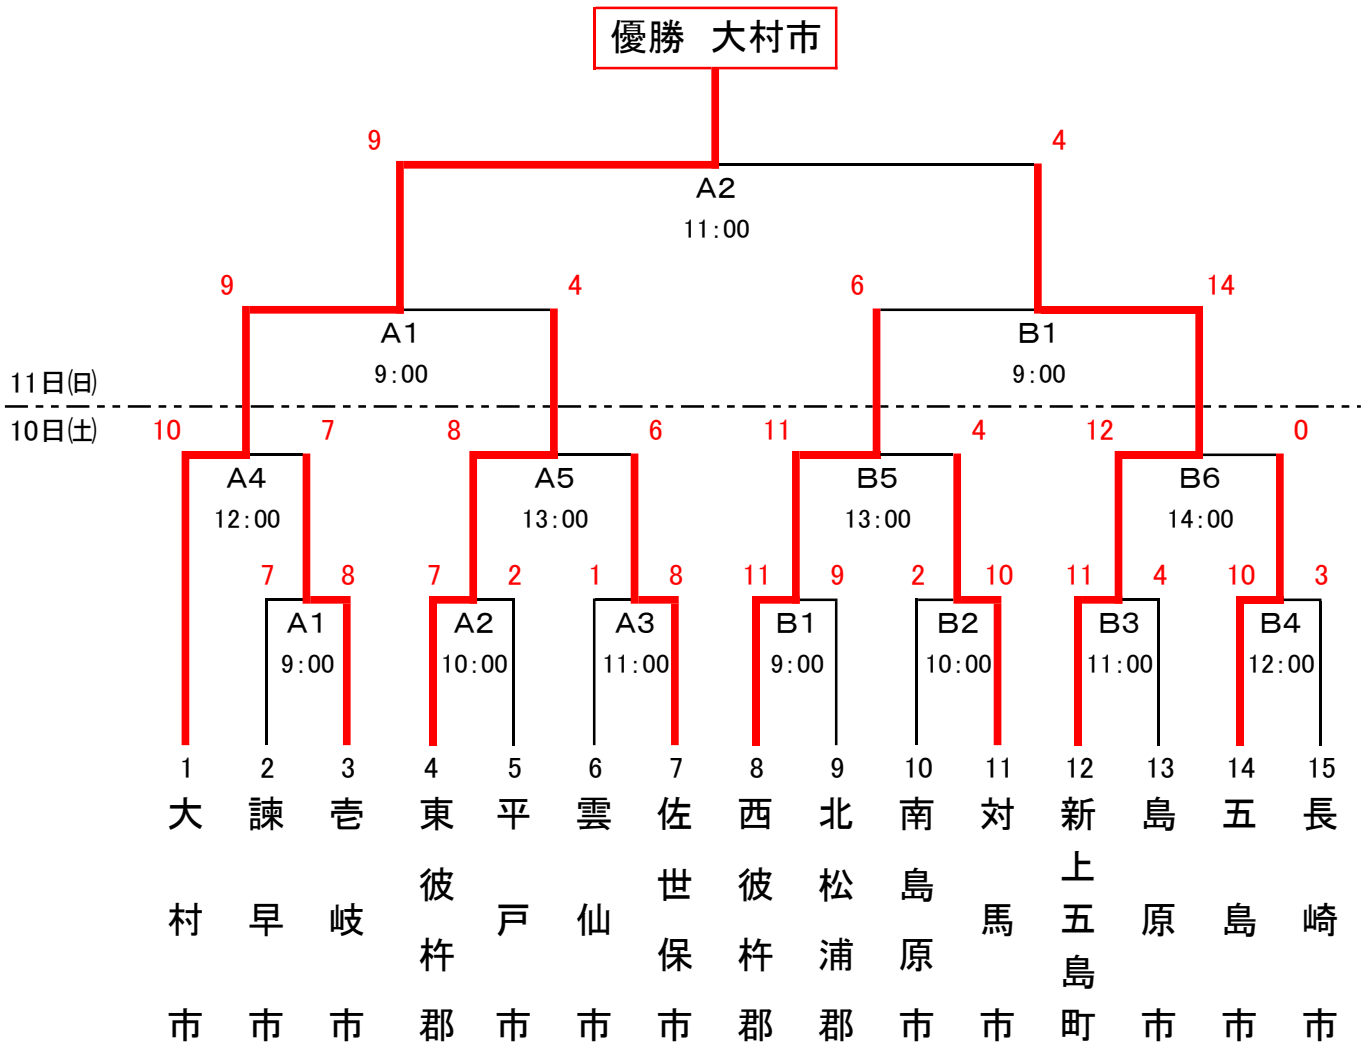 優勝 大村市
9 4
A2
11:00
9 4 6 14
A1 B1
9:00 9:00
11日(日)
10日(土)
10 7 8 6 11 4 12 0
A4 A5 B5 B6
12:00 13:00 13:00 14:00
7 8 7 2 1 8 11 9 2 10 11 4 10 3
A1 A2 A3 B1 B2 B3 B4
9:00 10:00 11:00 9:00 10:00 11:00 12:00
1 2 3 4 5 6 7 8 9 10 11 12 13 14 15
大村市
諫早市
壱岐市
東彼杵郡
平戸市
雲仙市
佐世保市
西彼杵郡
北松浦郡
南島原市
対馬市
新上五島町
島原市
五島市
長崎市